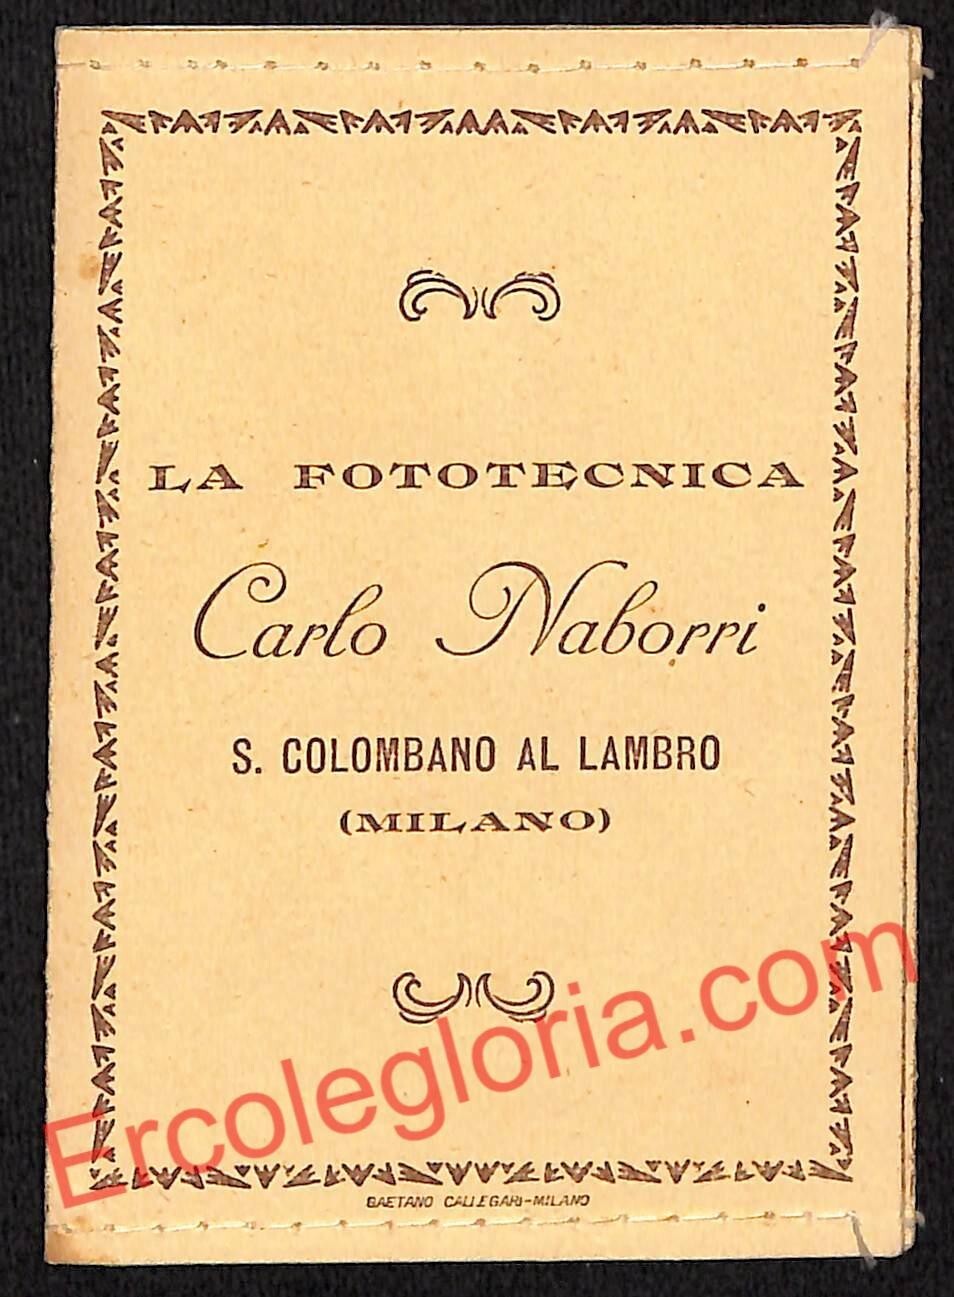 LA FOTOTECNICA
Carlo Naborri
S. COLOMBANO AL LAMBRO
(MILANO)
Ercolegloria.com
GAETANO CALLEGARI-MILANO